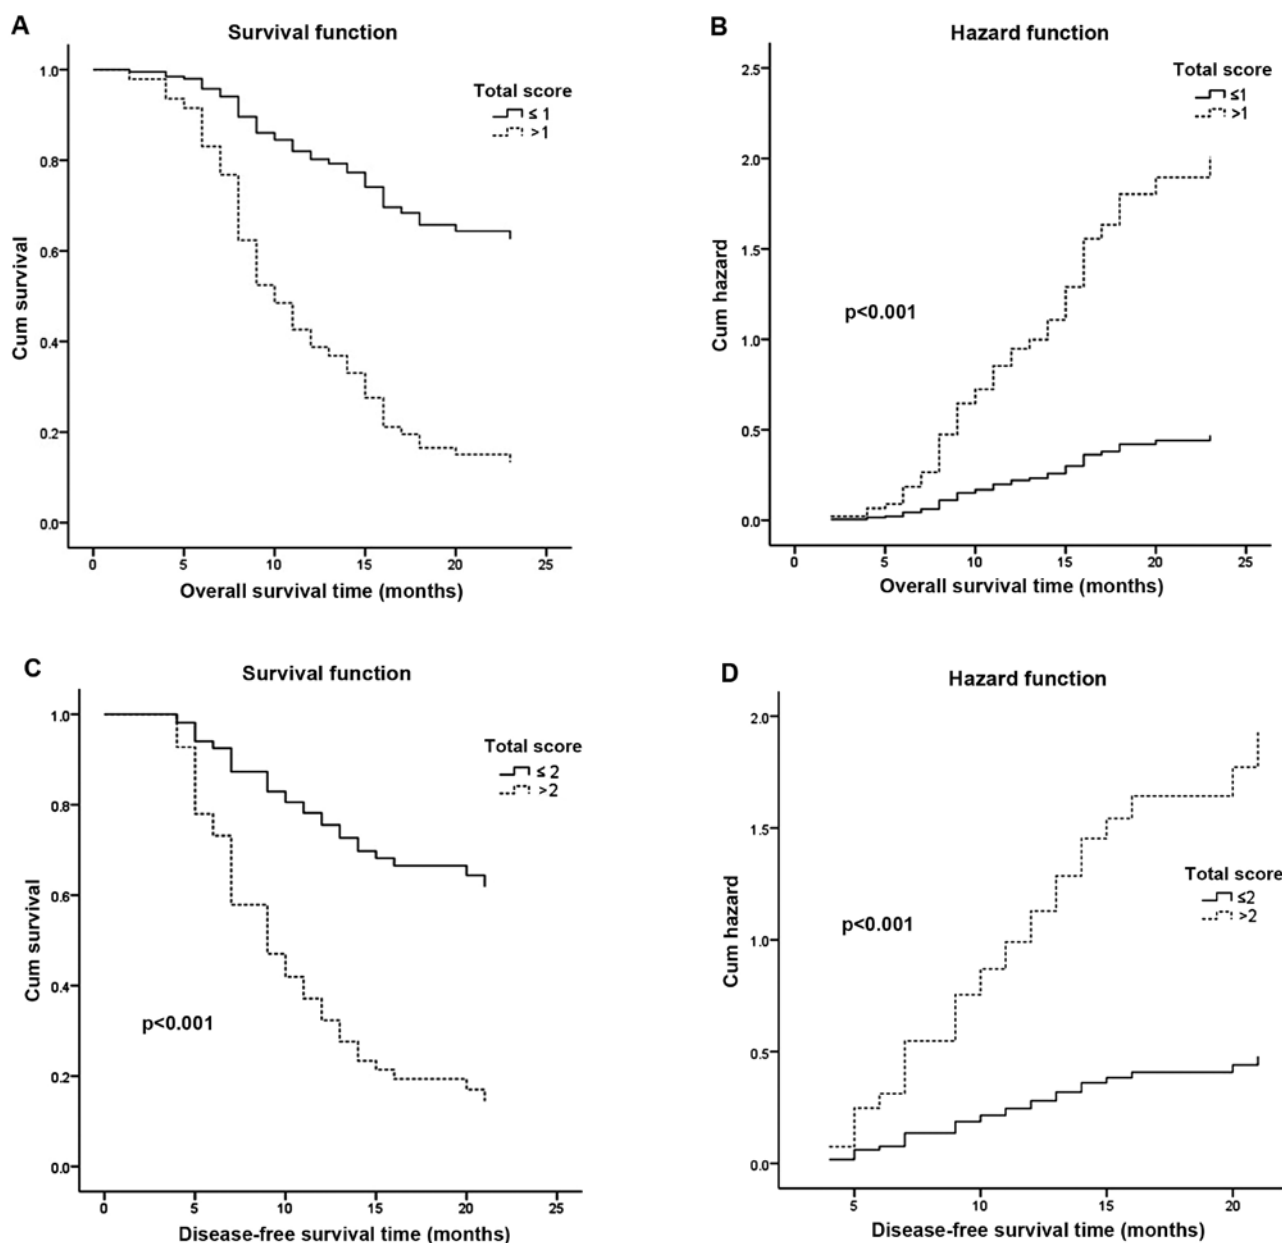 A
Survival function
1.0
0.8
0.6
0.4
0.2
0.0
Cum survival
Total score
≤ 1
>1
0 5 10 15 20 25
Overall survival time (months)
B
Hazard function
2.5
2.0
1.5
1.0
0.5
0.0
Cum hazard
Total score
≤1
>1
p<0.001
0 5 10 15 20 25
Overall survival time (months)
C
Survival function
1.0
0.8
0.6
0.4
0.2
0.0
Cum survival
Total score
≤ 2
>2
p<0.001
0 5 10 15 20 25
Disease-free survival time (months)
D
Hazard function
2.0
1.5
1.0
0.5
0.0
Cum hazard
Total score
≤2
>2
p<0.001
5 10 15 20
Disease-free survival time (months)